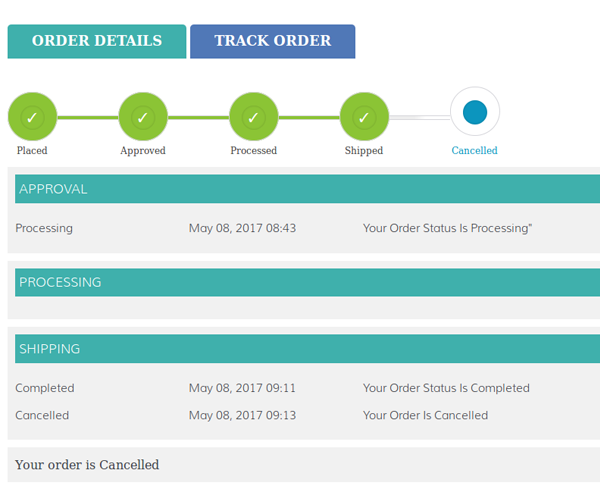 ORDER DETAILS TRACK ORDER
Placed Approved Processed Shipped Cancelled
APPROVAL
Processing May 08, 2017 08:43 Your Order Status Is Processing"
PROCESSING
SHIPPING
Completed May 08, 2017 09:11 Your Order Status Is Completed
Cancelled May 08, 2017 09:13 Your Order Is Cancelled
Your order is Cancelled